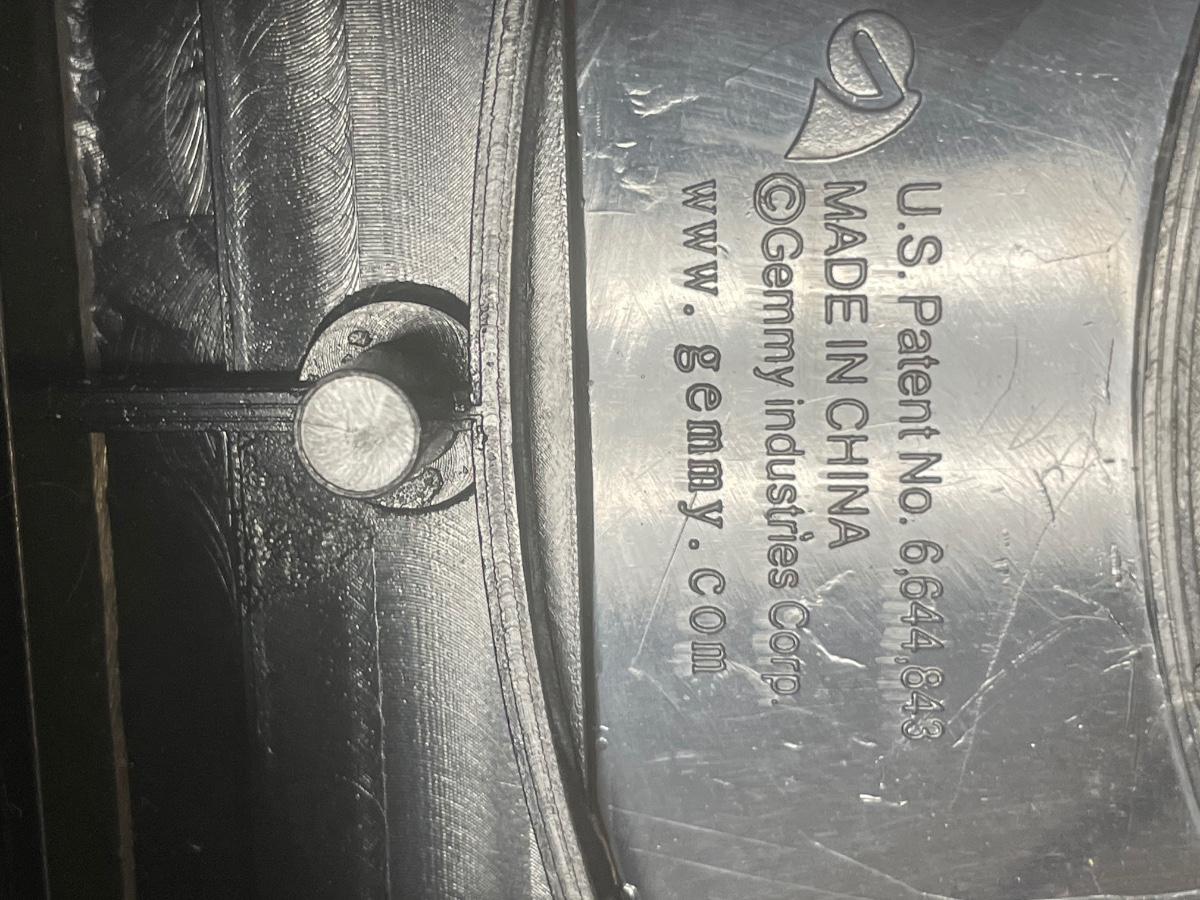 U.S. Patent No. 6,644,843
MADE IN CHINA
©Gemmy industries Corp.
www.gemmy.com